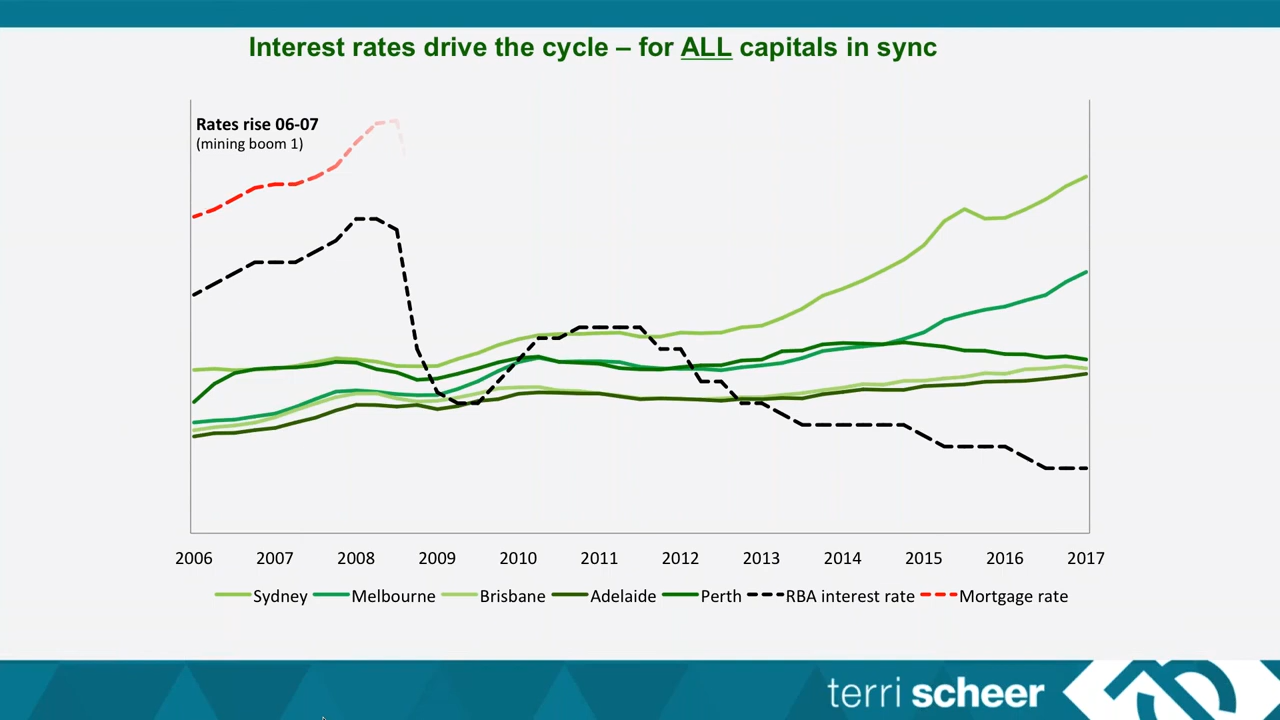 Interest rates drive the cycle – for ALL capitals in sync
Rates rise 06-07
(mining boom 1)
2006 2007 2008 2009 2010 2011 2012 2013 2014 2015 2016 2017
Sydney Melbourne Brisbane Adelaide Perth RBA interest rate Mortgage rate
terri scheer